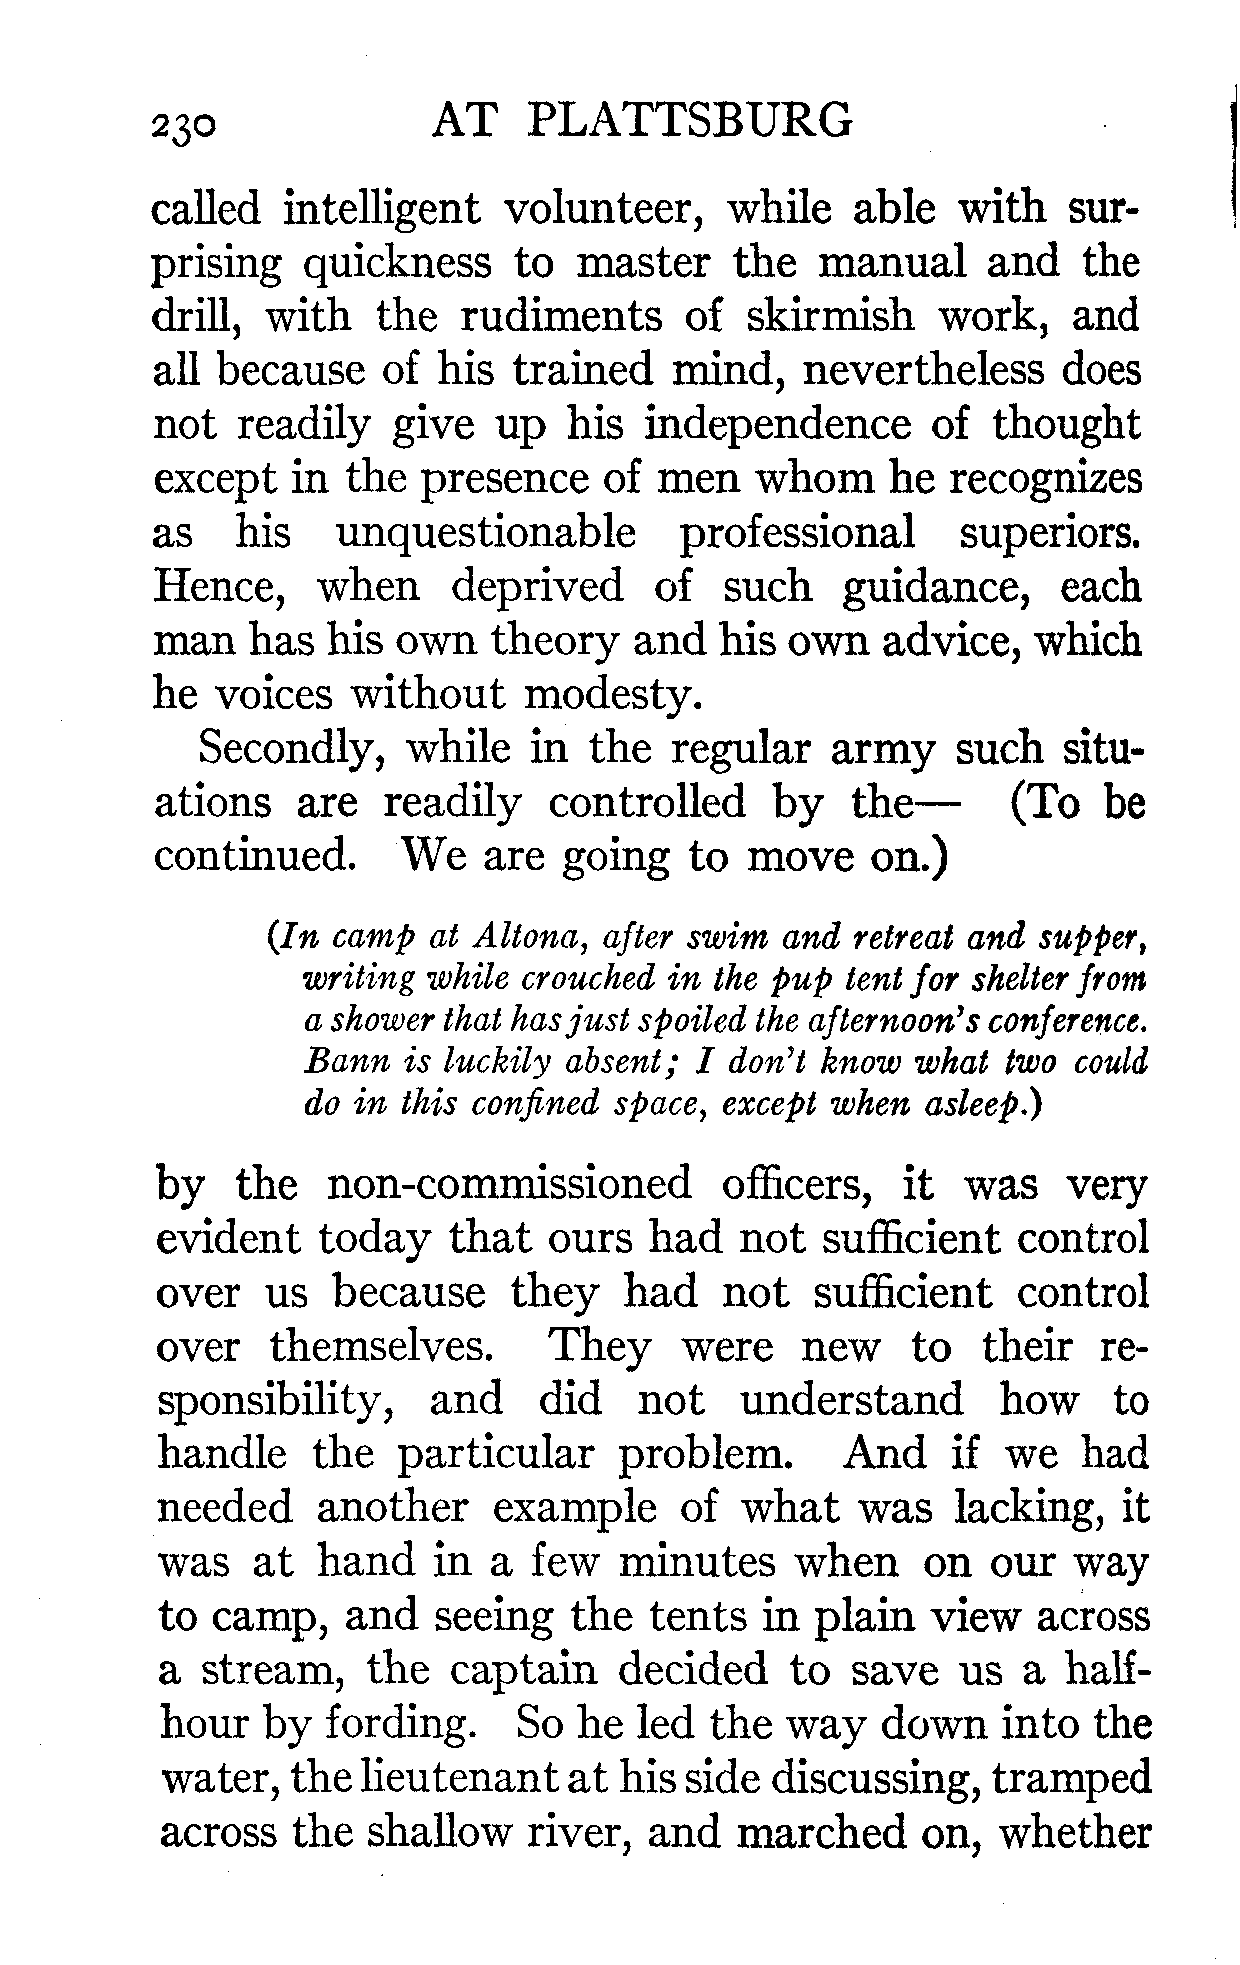 230 AT PLATTSBURG
called intelligent volunteer, while able with sur-
prising quickness to master the manual and the
drill, with the rudiments of skirmish work, and
all because of his trained mind, nevertheless does
not readily give up his independence of thought
except in the presence of men whom he recognizes
as his unquestionable professional superiors.
Hence, when deprived of such guidance, each
man has his own theory and his own advice, which
he voices without modesty.
Secondly, while in the regular army such situ-
ations are readily controlled by the— (To be
continued. We are going to move on.)
(In camp at Altona, after swim and retreat and supper,
writing while crouched in the pup tent for shelter from
a shower that has just spoiled the afternoon's conference.
Bann is luckily absent; I don't know what two could
do in this confined space, except when asleep.)
by the non-commissioned officers, it was very
evident today that ours had not sufficient control
over us because they had not sufficient control
over themselves. They were new to their re-
sponsibility, and did not understand how to
handle the particular problem. And if we had
needed another example of what was lacking, it
was at hand in a few minutes when on our way
to camp, and seeing the tents in plain view across
a stream, the captain decided to save us a half-
hour by fording. So he led the way down into the
water, the lieutenant at his side discussing, tramped
across the shallow river, and marched on, whether